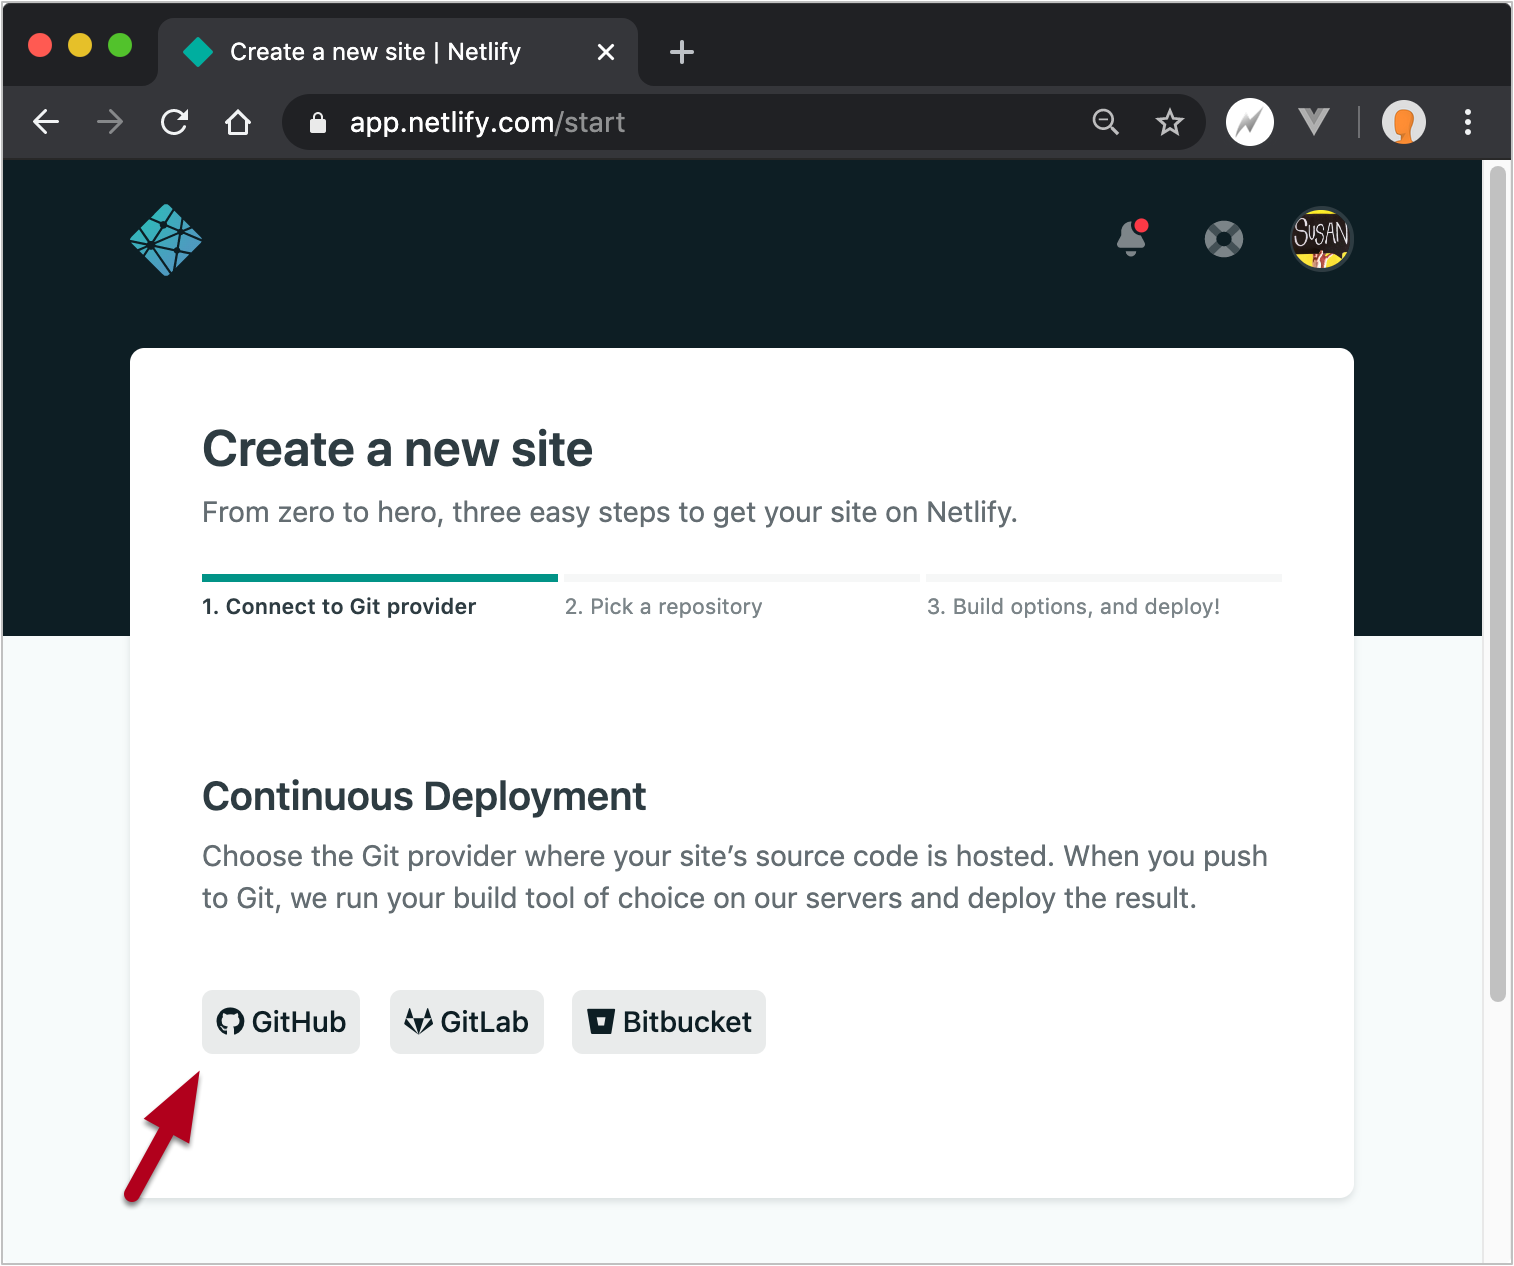 Create a new site | Netlify
app.netlify.com/start
SUSAN
Create a new site
From zero to hero, three easy steps to get your site on Netlify.
1. Connect to Git provider
2. Pick a repository
3. Build options, and deploy!
Continuous Deployment
Choose the Git provider where your site’s source code is hosted. When you push
to Git, we run your build tool of choice on our servers and deploy the result.
GitHub
GitLab
Bitbucket